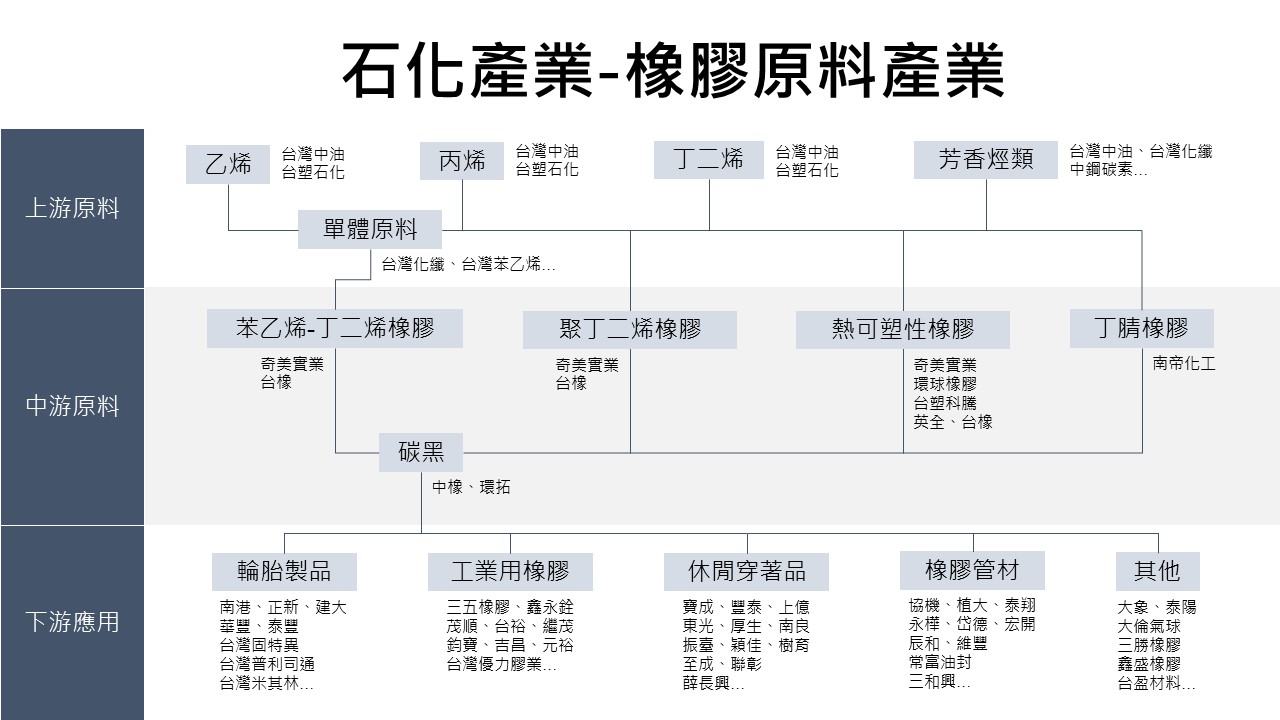 石化產業-橡膠原料產業
上游原料
乙烯
台灣中油
台塑石化
丙烯
台灣中油
台塑石化
丁二烯
台灣中油
台塑石化
芳香烴類
台灣中油、台灣化纖
中鋼碳素…
單體原料
台灣化纖、台灣苯乙烯…
中游原料
苯乙烯-丁二烯橡膠
奇美實業
台橡
聚丁二烯橡膠
奇美實業
台橡
熱可塑性橡膠
奇美實業
環球橡膠
台塑科騰
英全、台橡
丁腈橡膠
南帝化工
碳黑
中橡、環拓
下游應用
輪胎製品
南港、正新、建大
華豐、泰豐
台灣固特異
台灣普利司通
台灣米其林…
工業用橡膠
三五橡膠、鑫永銓
茂順、台裕、繼茂
鈞寶、吉昌、元裕
台灣優力膠業…
休閒穿著品
寶成、豐泰、上億
東光、厚生、南良
振臺、穎佳、樹育
至成、聯彰
薛長興…
橡膠管材
協機、植大、泰翔
永樺、岱德、宏開
辰和、維豐
常富油封
三和興…
其他
大象、泰陽
大倫氣球
三勝橡膠
鑫盛橡膠
台盈材料…